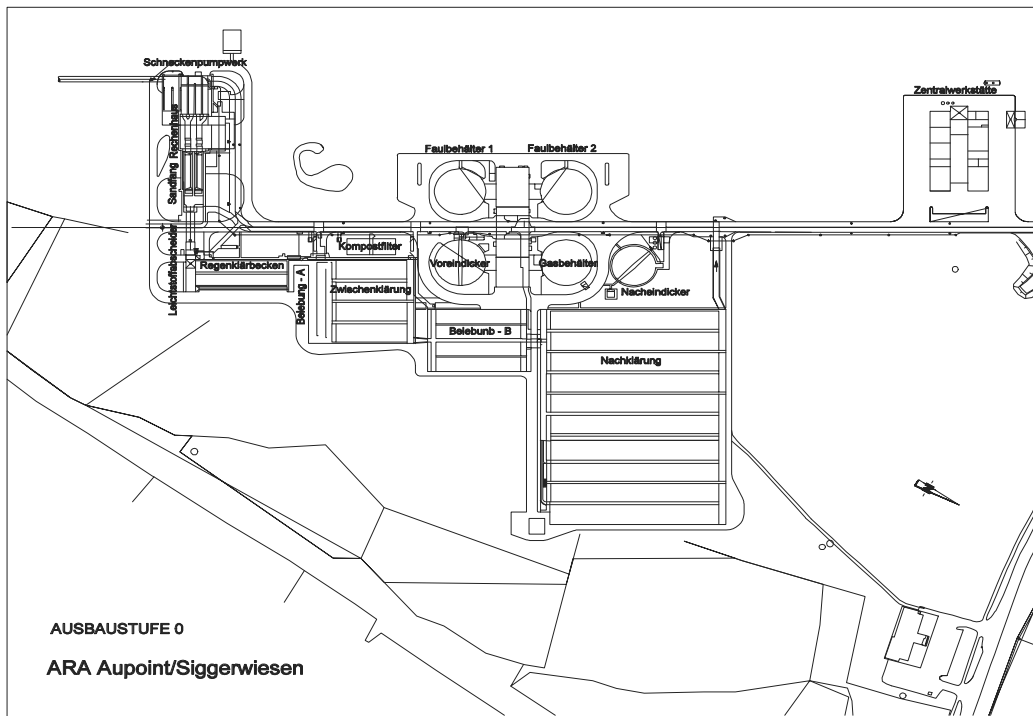 Schneckenpumpwerk
Zentralwerkstätte
Rechenhaus
Sandfang
Faulbehälter 1
Faulbehälter 2
Leichtstoffabscheider
Kompostfilter
Regenklärbecken
Voreindicker
Gasbehälter
Belebung - A
Zwischenklärung
Nacheindicker
Belebunb - B
Nachklärung
N
AUSBAUSTUFE 0
ARA Aupoint/Siggerwiesen